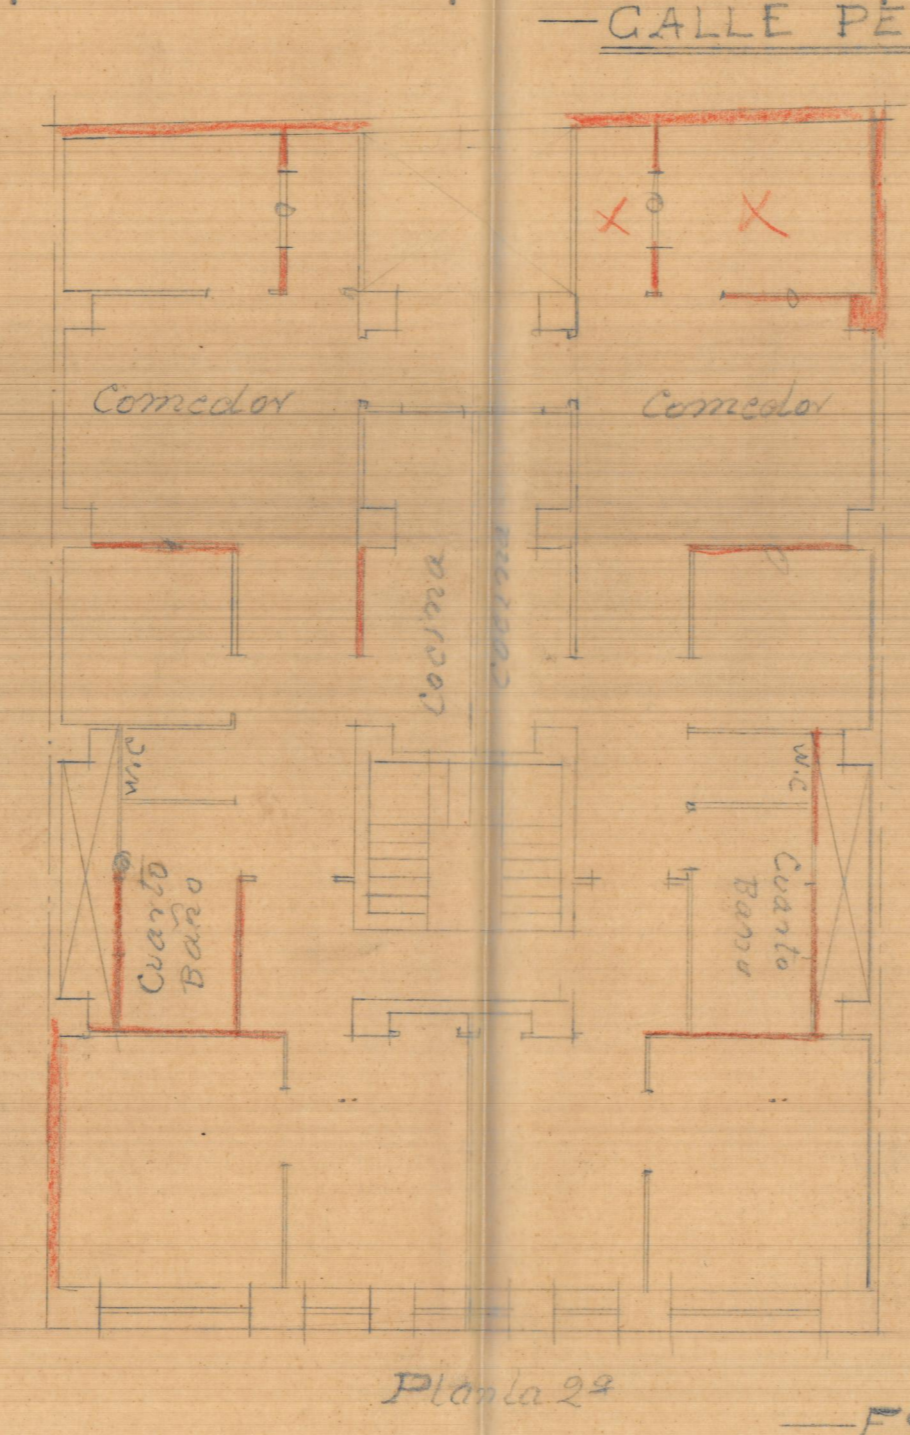 — CALLE PE
Comedor
Comedor
Cocina
Cocina
W.C
W.C
Cuarto
Baño
Cuarto
Baño
Planta 2ª